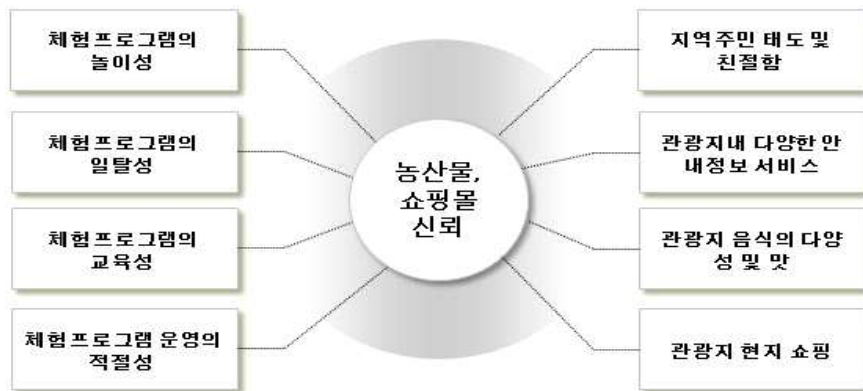 체험프로그램의
놀이성
체험프로그램의
일탈성
체험프로그램의
교육성
체험프로그램 운영의
적절성
농산물,
쇼핑몰
신뢰
지역주민 태도 및
친절함
관광지내 다양한 안
내정보 서비스
관광지 음식의 다양
성 및 맛
관광지 현지 쇼핑